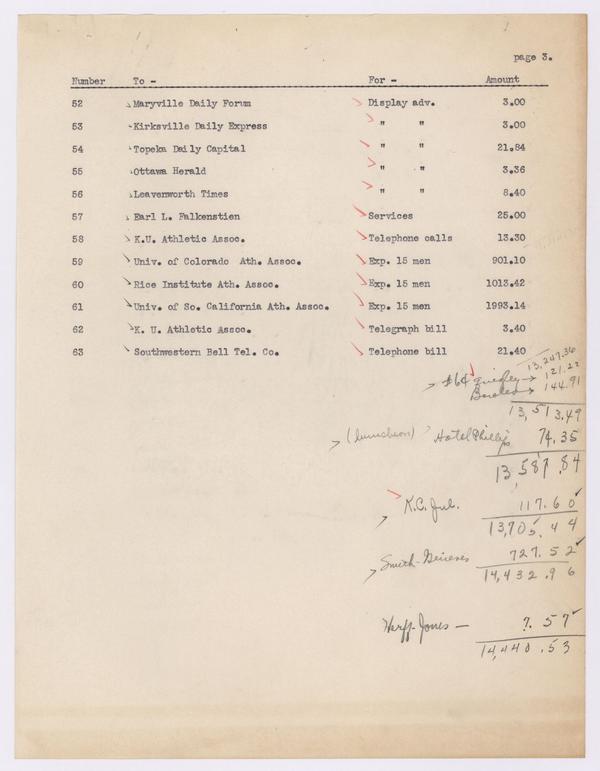 page 3.
Number To - For - Amount
52 Maryville Daily Forum Display adv. 3.00
53 Kirksville Daily Express " " 3.00
54 Topeka Daily Capital " " 21.84
55 Ottawa Herald " " 3.36
56 Leavenworth Times " " 8.40
57 Earl L. Falkenstien Services 25.00
58 K.U. Athletic Assoc. Telephone calls 13.30
59 Univ. of Colorado Ath. Assoc. Exp. 15 men 901.10
60 Rice Institute Ath. Assoc. Exp. 15 men 1013.42
61 Univ. of So. California Ath. Assoc. Exp. 15 men 1993.14
62 K. U. Athletic Assoc. Telegraph bill 3.40
63 Southwestern Bell Tel. Co. Telephone bill 21.40
13,247.36
#64 Quigley → 121.22
→ 144.91
13,513.49
(luncheon) Hotel Phillips 74.35
13,587.84
K.C. 117.60
13,705.44
Smith-Grieves 727.52
14,432.96
Herff-Jones — 7.57
14,440.53